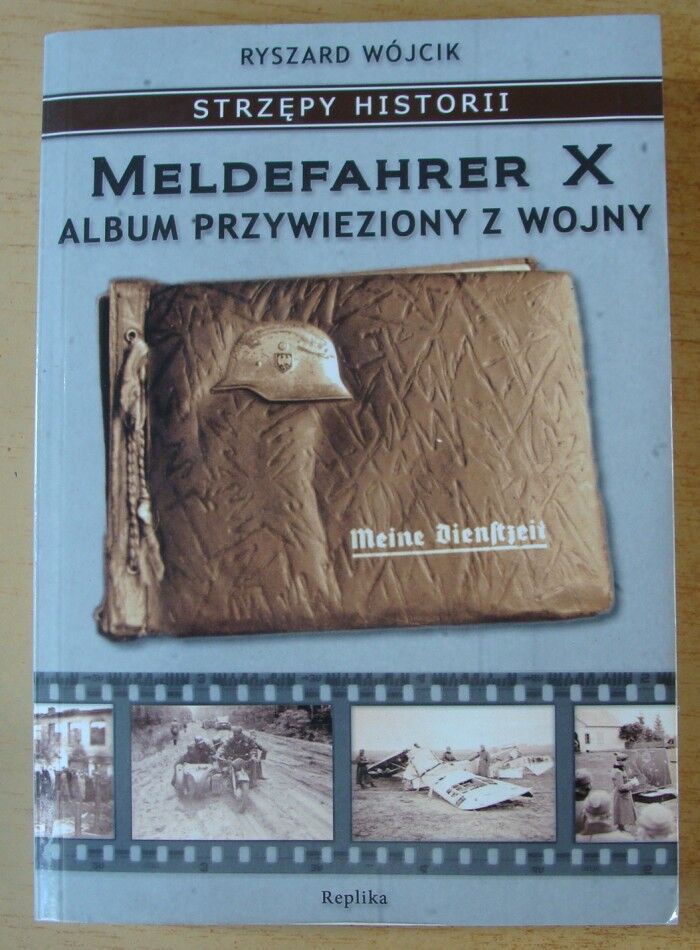 RYSZARD WÓJCIK
STRZĘPY HISTORII
MELDEFAHRER X
ALBUM PRZYWIEZIONY Z WOJNY
Meine Dienſtzeit
Replika